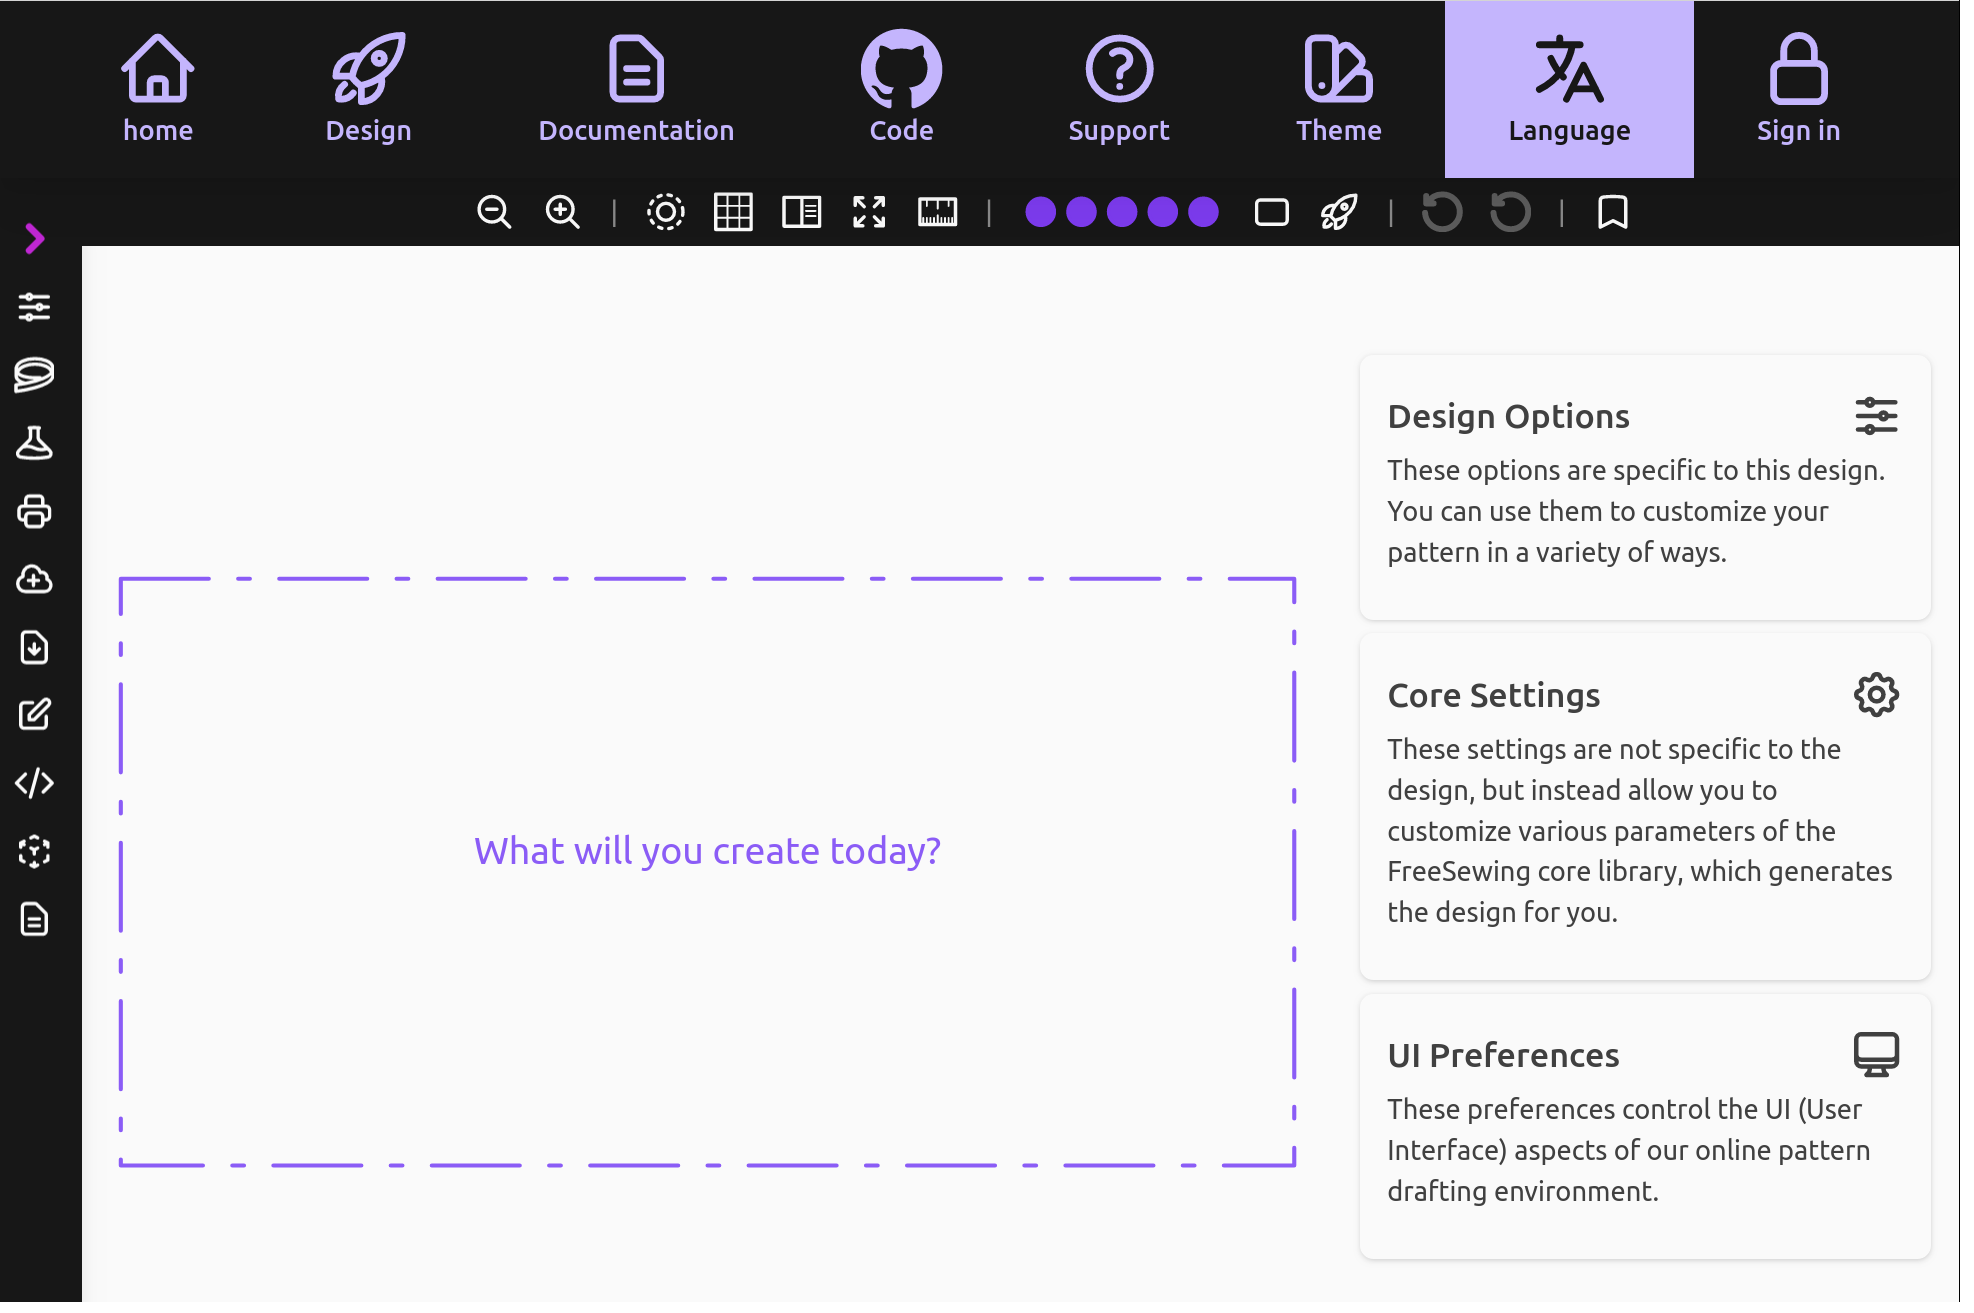 home
Design
Documentation
Code
Support
Theme
Language
Sign in
What will you create today?
Design Options
These options are specific to this design.
You can use them to customize your
pattern in a variety of ways.
Core Settings
These settings are not specific to the
design, but instead allow you to
customize various parameters of the
FreeSewing core library, which generates
the design for you.
UI Preferences
These preferences control the UI (User
Interface) aspects of our online pattern
drafting environment.